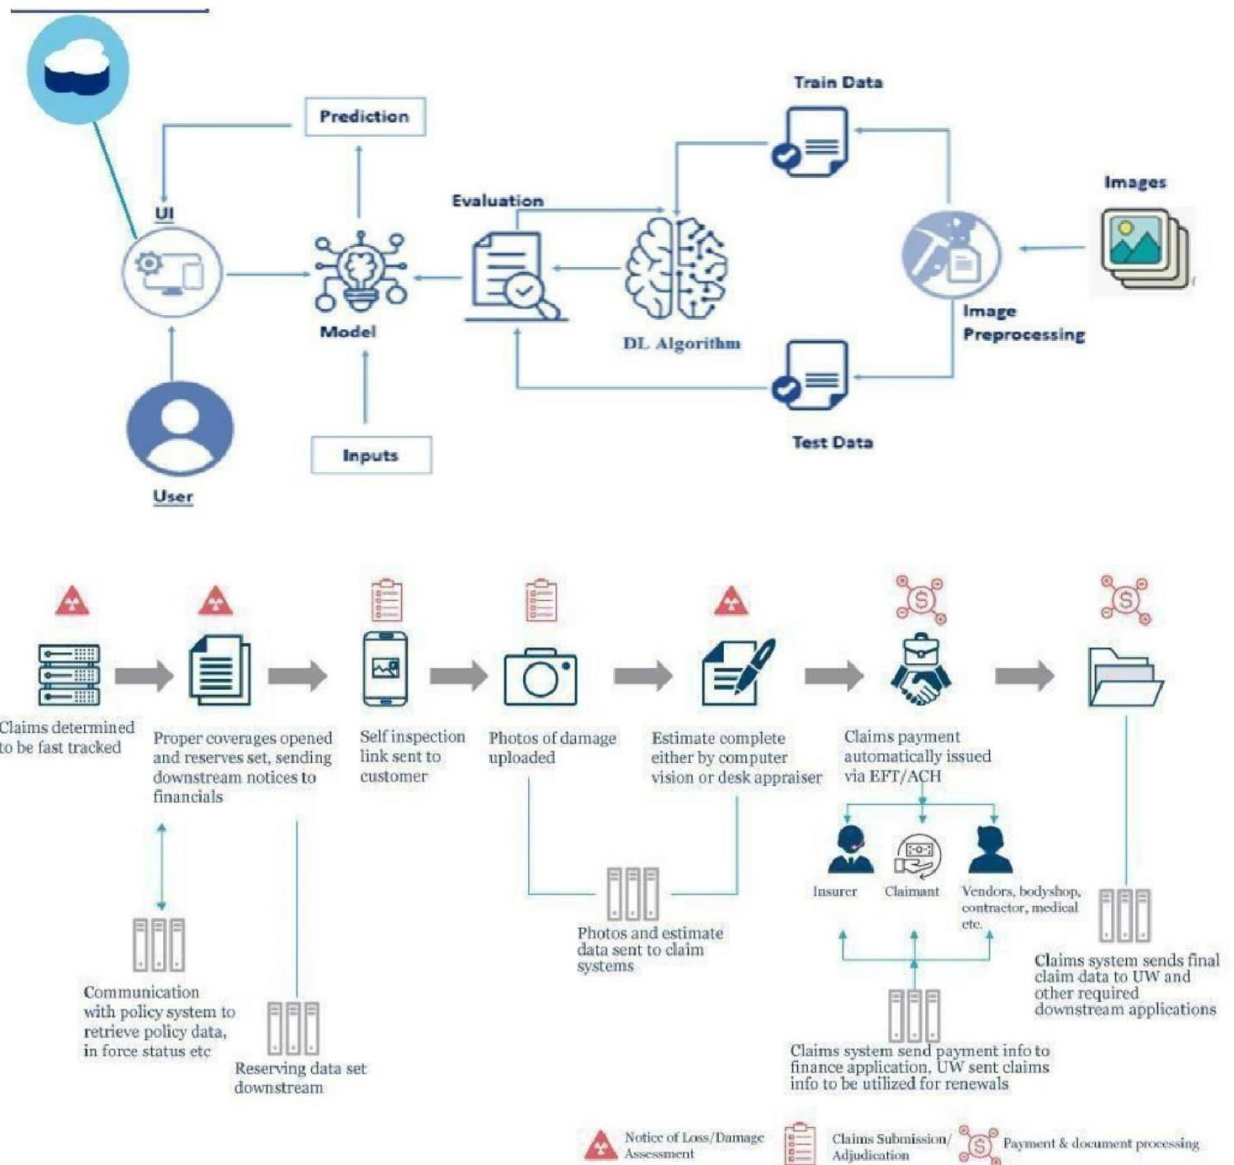 Train Data
Prediction
Images
Evaluation
UI
Image
Preprocessing
Model
DL Algorithm
Test Data
Inputs
User
Claims determined
to be fast tracked
Proper coverages opened
and reserves set, sending
downstream notices to
financials
Self inspection
link sent to
customer
Photos of damage
uploaded
Estimate complete
either by computer
vision or desk appraiser
Claims payment
automatically issued
via EFT/ACH
Insurer
Claimant
Vendors, bodyshop,
contractor, medical
etc.
Photos and estimate
data sent to claim
systems
Claims system sends final
claim data to UW and
other required
downstream applications
Communication
with policy system to
retrieve policy data,
in force status etc
Reserving data set
downstream
Claims system send payment info to
finance application, UW sent claims
info to be utilized for renewals
Notice of Loss/Damage
Assessment
Claims Submission/
Adjudication
Payment & document processing